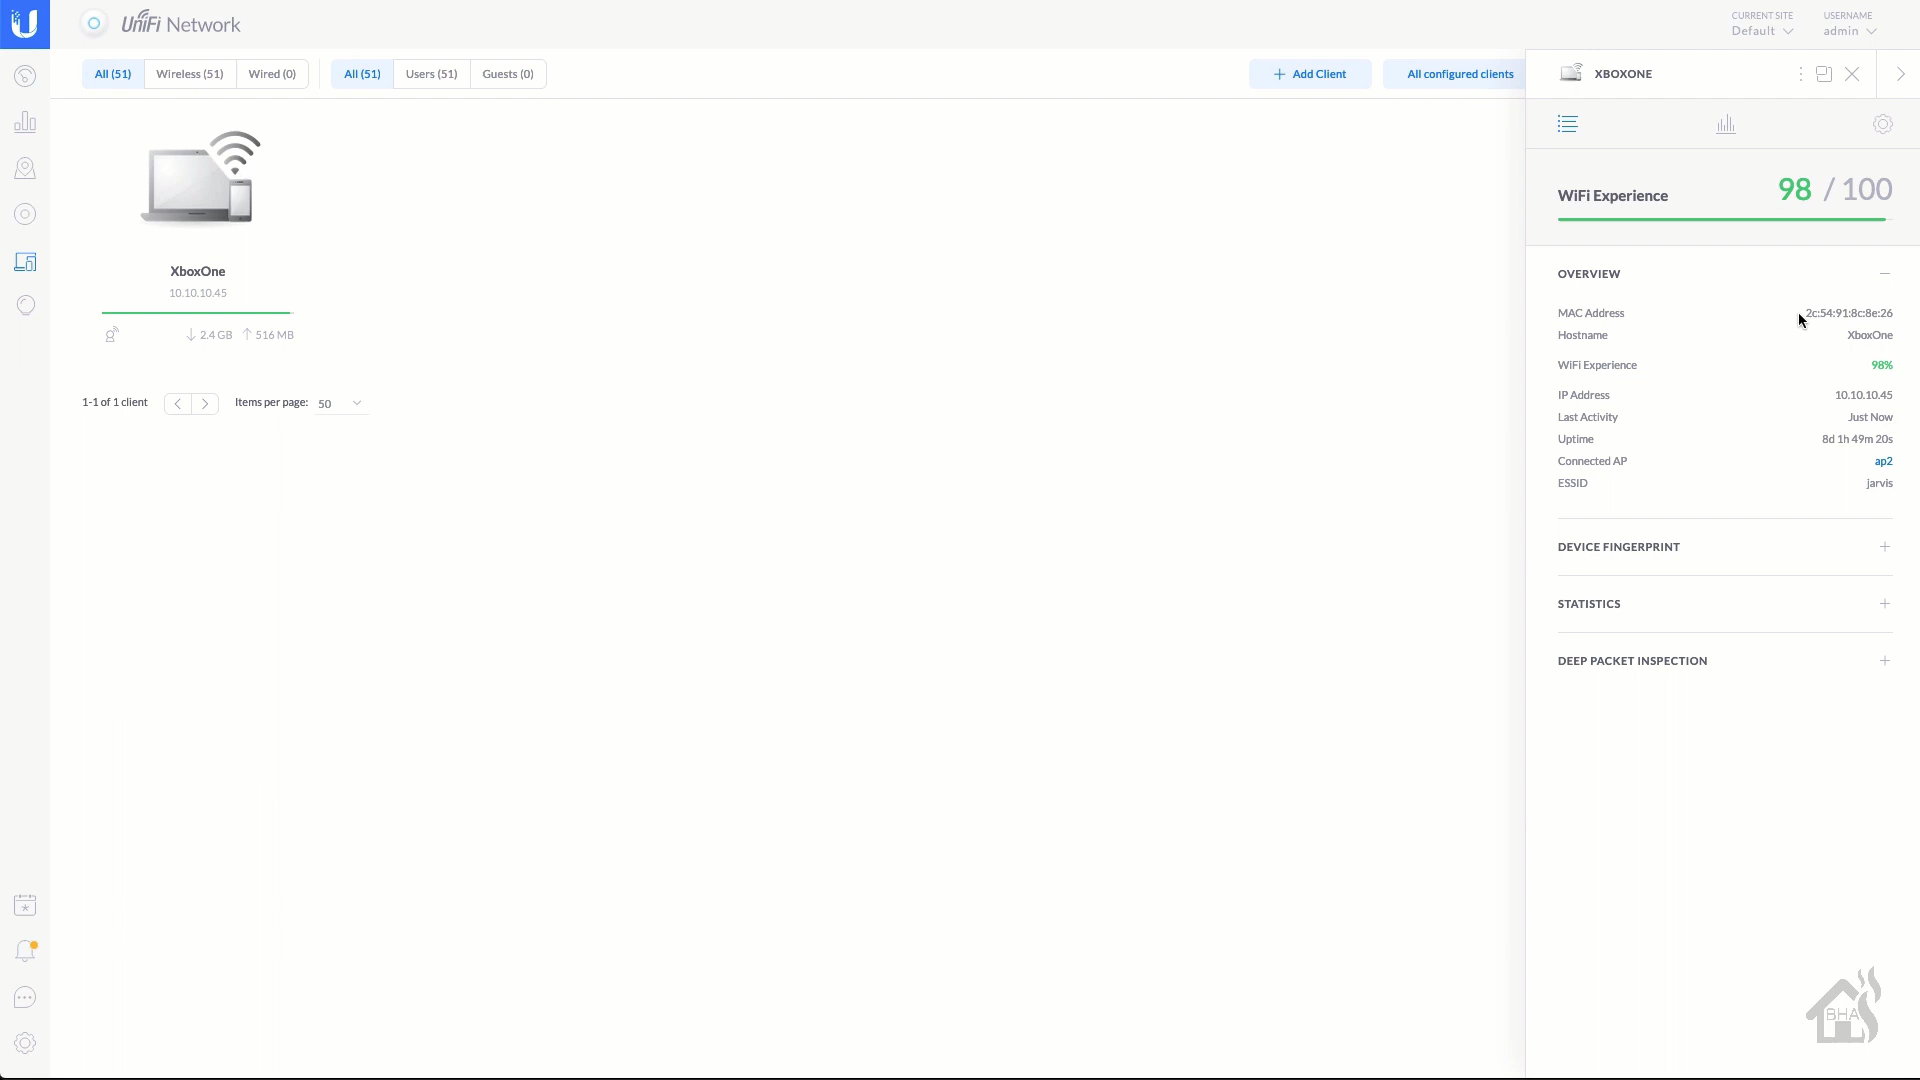 UniFi Network
CURRENT SITE
Default
USERNAME
admin
All (51)
Wireless (51)
Wired (0)
All (51)
Users (51)
Guests (0)
Add Client
All configured clients
XBOXONE
WiFi Experience
98 / 100
XboxOne
10.10.10.45
2.4 GB
516 MB
1-1 of 1 client
Items per page:
50
OVERVIEW
MAC Address 2c:54:91:8c:8e:26
Hostname XboxOne
WiFi Experience 98%
IP Address 10.10.10.45
Last Activity Just Now
Uptime 8d 1h 49m 20s
Connected AP ap2
ESSID jarvis
DEVICE FINGERPRINT
STATISTICS
DEEP PACKET INSPECTION
BHA